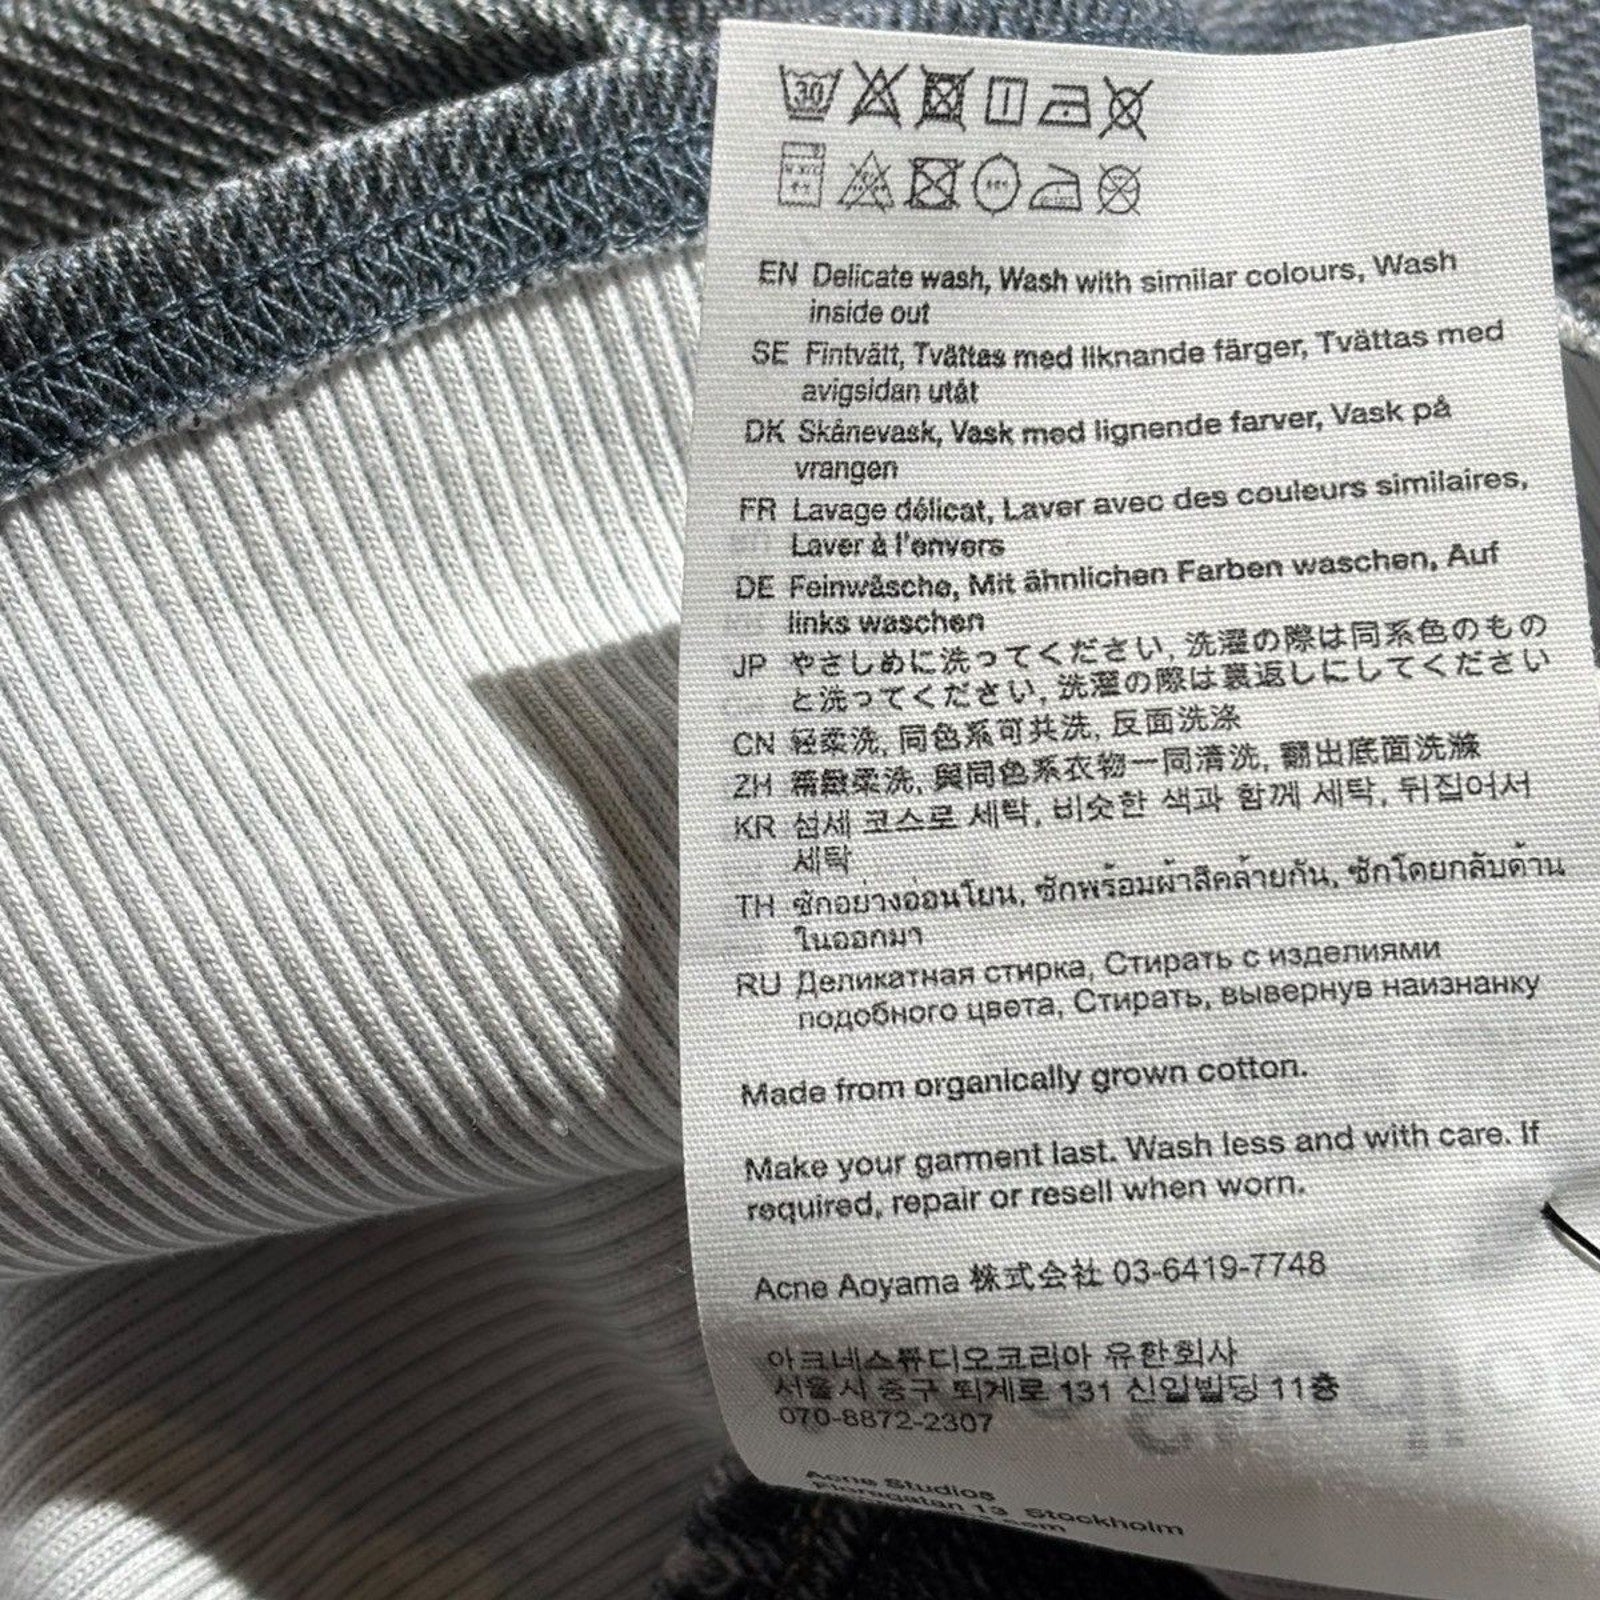 30
EN Delicate wash, Wash with similar colours, Wash
inside out
SE Fintvätt, Tvättas med liknande färger, Tvättas med
avigsidan utåt
DK Skånevask, Vask med lignende farver, Vask på
vrangen
FR Lavage délicat, Laver avec des couleurs similaires,
Laver à l'envers
DE Feinwäsche, Mit ähnlichen Farben waschen, Auf
links waschen
JP やさしめに洗ってください, 洗濯の際は同系色のもの
と洗ってください, 洗濯の際は裏返しにしてください
CN 轻柔洗, 同色系可共洗, 反面洗涤
ZH 精緻柔洗, 與同色系衣物一同清洗, 翻出底面洗滌
KR 섬세 코스로 세탁, 비슷한 색과 함께 세탁, 뒤집어서
세탁
TH ซักอย่างอ่อนโยน, ซักพร้อมผ้าสีคล้ายกัน, ซักโดยกลับด้าน
ในออกมา
RU Деликатная стирка, Стирать с изделиями
подобного цвета, Стирать, вывернув наизнанку
Made from organically grown cotton.
Make your garment last. Wash less and with care. If
required, repair or resell when worn.
Acne Aoyama 株式会社 03-6419-7748
아크네스튜디오코리아 유한회사
서울시 중구 퇴계로 131 신일빌딩 11층
070-8872-2307
Acne Studios
Floragatan 13 Stockholm